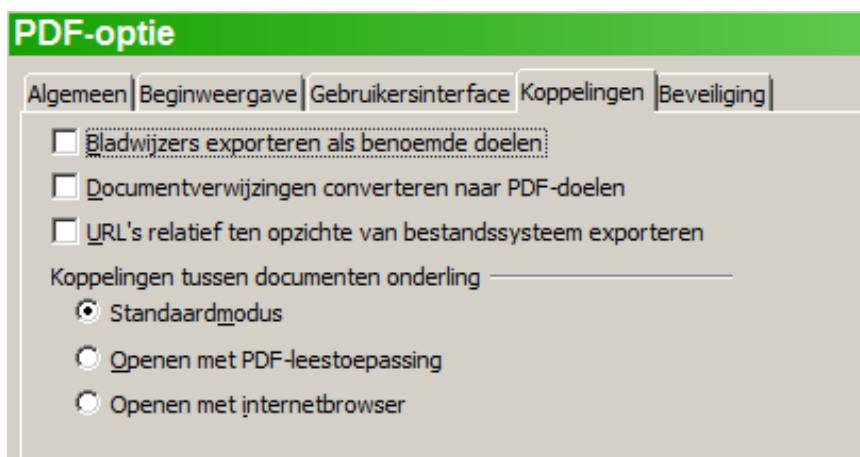 PDF-optie
Algemeen Beginweergave Gebruikersinterface Koppelingen Beveiliging
Bladwijzers exporteren als benoemde doelen
Documentverwijzingen converteren naar PDF-doelen
URL's relatief ten opzichte van bestandssysteem exporteren
Koppelingen tussen documenten onderling
Standaardmodus
Openen met PDF-leestoepassing
Openen met internetbrowser